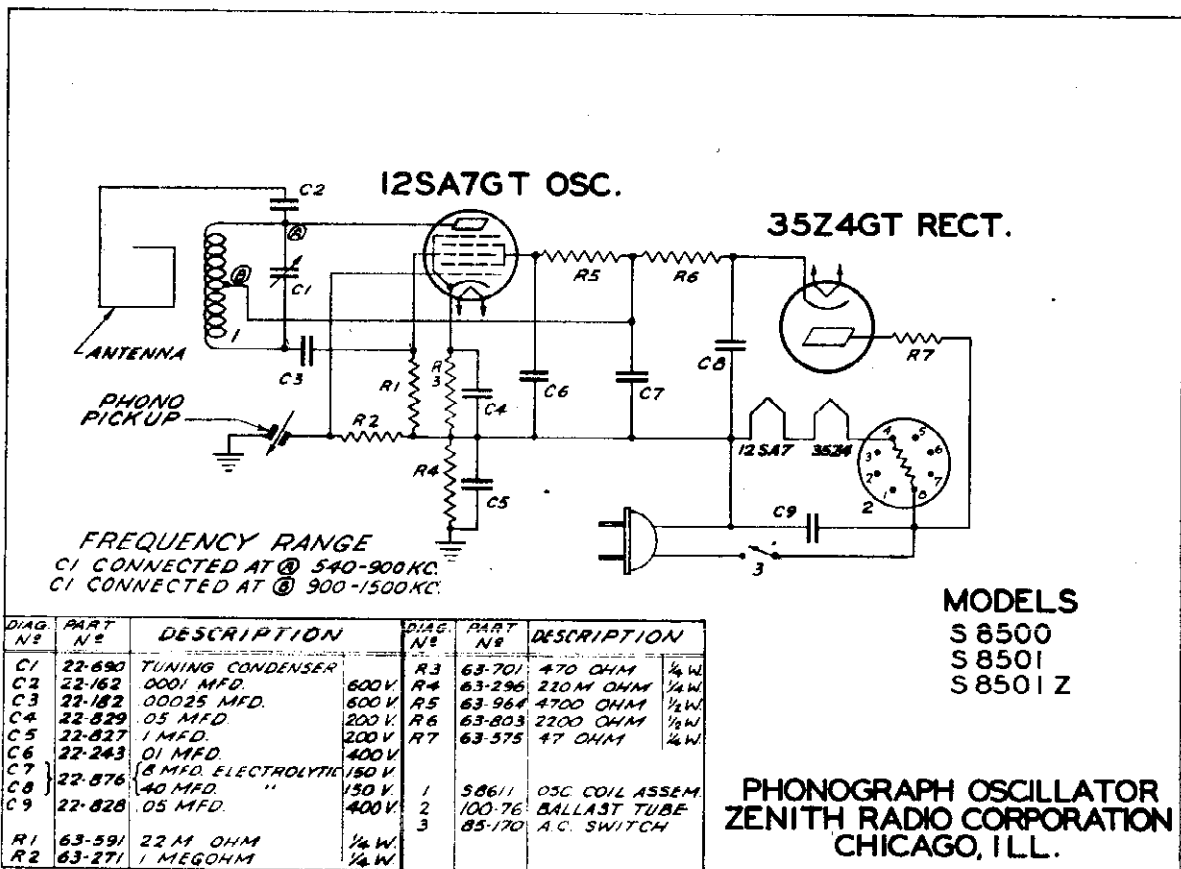 12SA7GT OSC.
35Z4GT RECT.
C2
A
B
C1
1
ANTENNA
C3
PHONO
PICKUP
R1
R2
R3
R4
C4
C5
R5
R6
C6
C7
C8
R7
12SA7
35Z4
4
5
3
6
2
7
1
8
2
C9
3
FREQUENCY RANGE
C1 CONNECTED AT A 540-900KC.
C1 CONNECTED AT B 900-1500KC.
MODELS
S 8500
S 8501
S 8501 Z
DIAG. Nº PART Nº DESCRIPTION
C1 22-690 TUNING CONDENSER
C2 22-162 .0001 MFD. 600 V.
C3 22-182 .00025 MFD. 600 V.
C4 22-829 .05 MFD. 200 V.
C5 22-827 .1 MFD. 200 V.
C6 22-243 .01 MFD. 400 V.
C7 C8 22-876 8 MFD. ELECTROLYTIC 150 V.
40 MFD. " 150 V.
C9 22-828 .05 MFD. 400 V.
R1 63-591 22 M OHM 1/4 W.
R2 63-271 1 MEGOHM 1/4 W.
DIAG. Nº PART Nº DESCRIPTION
R3 63-701 470 OHM 1/4 W.
R4 63-296 220 M OHM 1/4 W.
R5 63-964 4700 OHM 1/2 W.
R6 63-803 2200 OHM 1/2 W.
R7 63-575 47 OHM 1/4 W.
1 S8611 OSC COIL ASSEM.
2 100-76 BALLAST TUBE
3 85-170 A.C. SWITCH
PHONOGRAPH OSCILLATOR
ZENITH RADIO CORPORATION
CHICAGO, ILL.